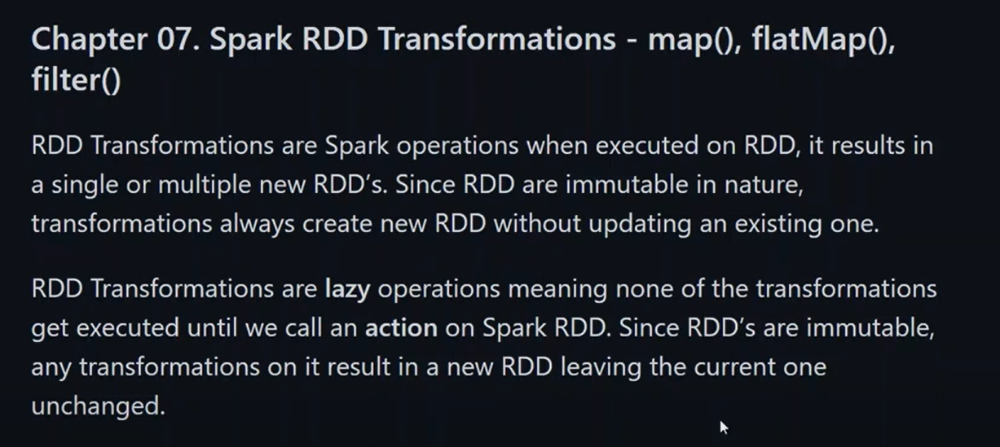 Chapter 07. Spark RDD Transformations - map(), flatMap(),
filter()
RDD Transformations are Spark operations when executed on RDD, it results in
a single or multiple new RDD’s. Since RDD are immutable in nature,
transformations always create new RDD without updating an existing one.
RDD Transformations are lazy operations meaning none of the transformations
get executed until we call an action on Spark RDD. Since RDD’s are immutable,
any transformations on it result in a new RDD leaving the current one
unchanged.